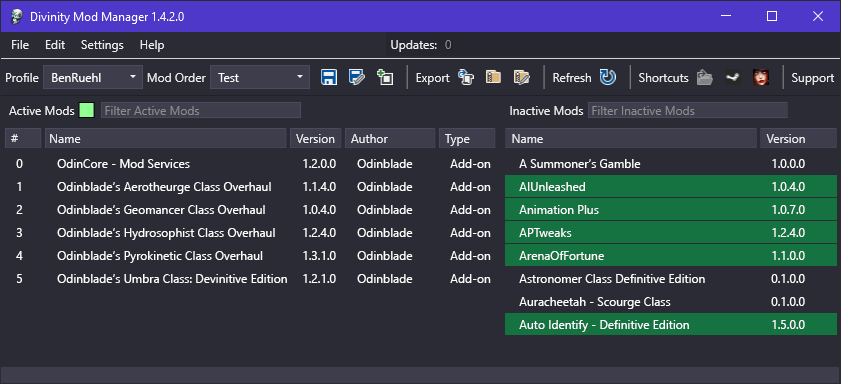 Divinity Mod Manager 1.4.2.0
File Edit Settings Help Updates: 0
Profile BenRuehl Mod Order Test Export Refresh Shortcuts Support
Active Mods Filter Active Mods Inactive Mods Filter Inactive Mods
# Name Version Author Type Name Version
0 OdinCore - Mod Services 1.2.0.0 Odinblade Add-on A Summoner's Gamble 1.0.0.0
1 Odinblade's Aerotheurge Class Overhaul 1.1.4.0 Odinblade Add-on AIUnleashed 1.0.4.0
2 Odinblade's Geomancer Class Overhaul 1.0.4.0 Odinblade Add-on Animation Plus 1.0.7.0
3 Odinblade's Hydrosophist Class Overhaul 1.2.4.0 Odinblade Add-on APTweaks 1.2.4.0
4 Odinblade's Pyrokinetic Class Overhaul 1.3.1.0 Odinblade Add-on ArenaOfFortune 1.1.0.0
5 Odinblade's Umbra Class: Devinitive Edition 1.2.1.0 Odinblade Add-on Astronomer Class Definitive Edition 0.1.0.0
Auracheetah - Scourge Class 0.1.0.0
Auto Identify - Definitive Edition 1.5.0.0